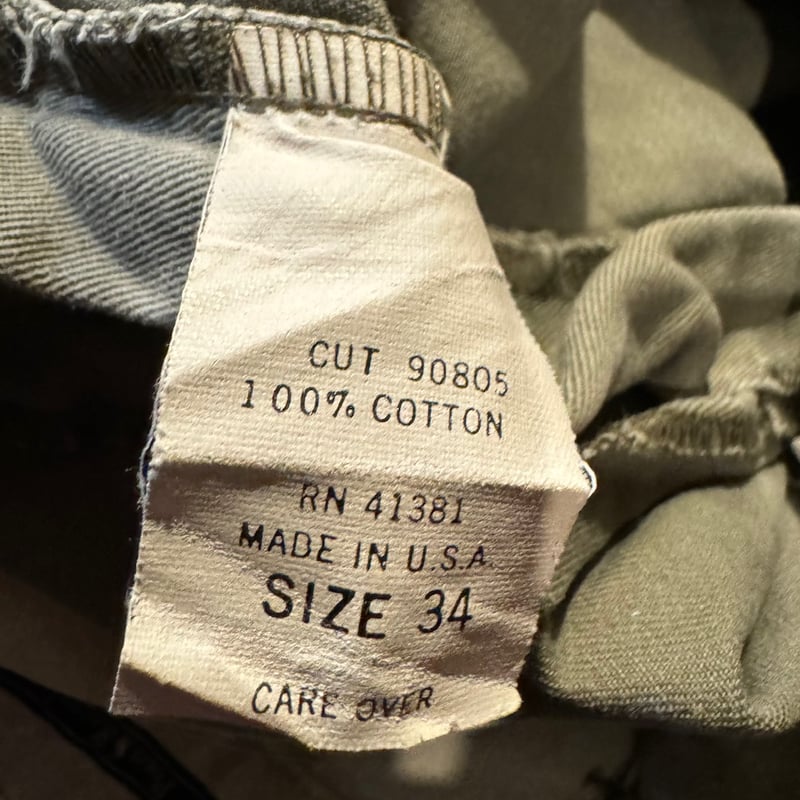 CUT 90805
100% COTTON
RN 41381
MADE IN U.S.A.
SIZE 34
CARE OVER